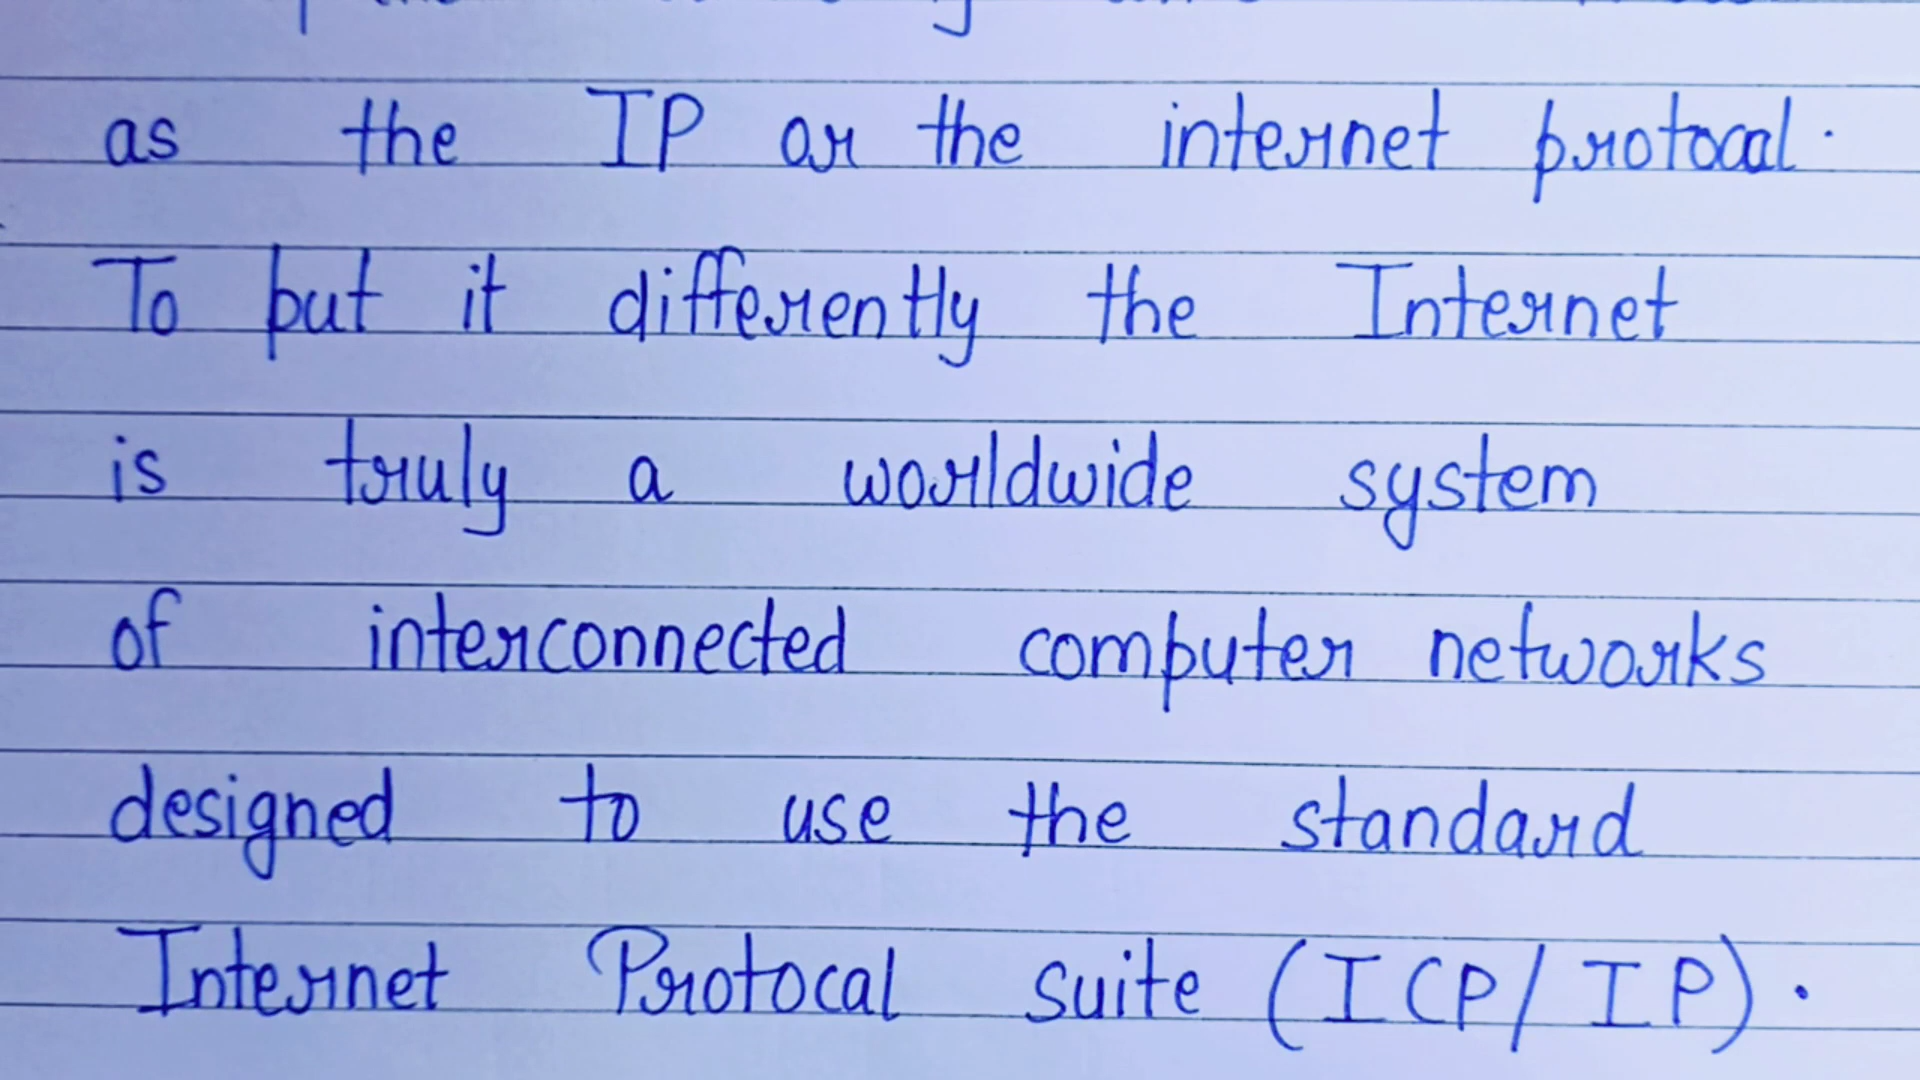 as the IP or the internet protocal.
To put it differently the Internet
is truly a worldwide system
of interconnected computer networks
designed to use the standard
Internet Protocal suite (ICP/IP).